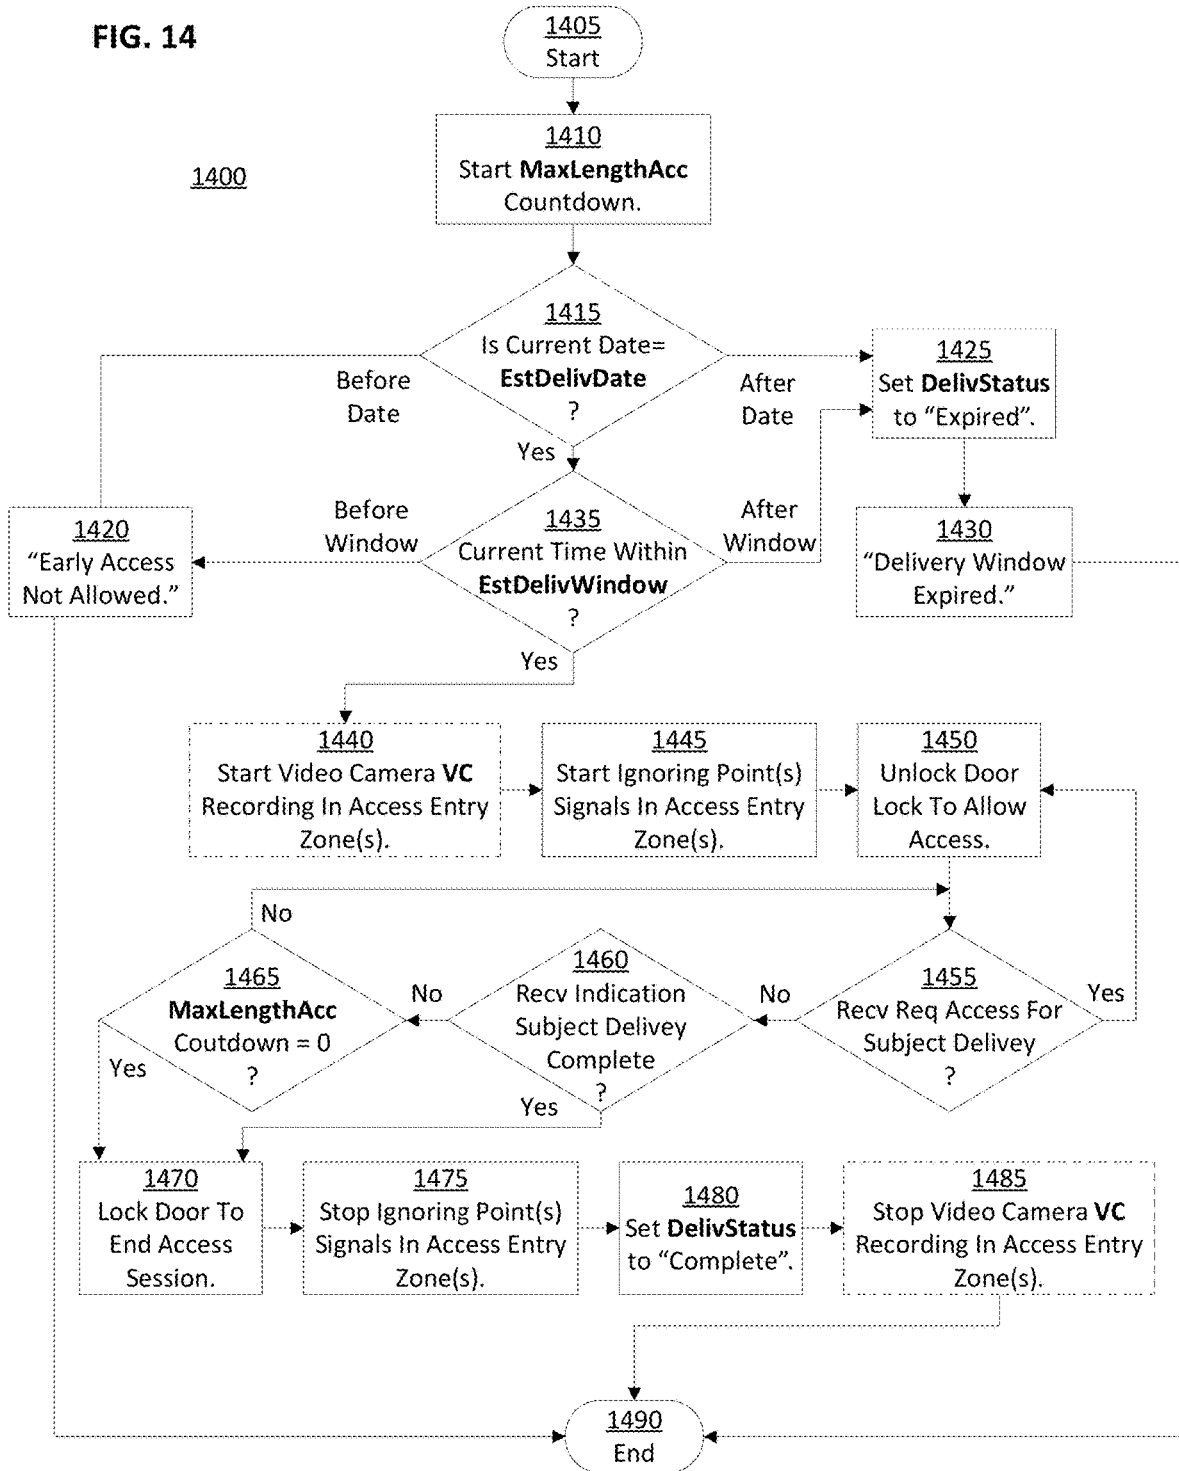 FIG. 14
1405
Start
1410
Start MaxLengthAcc
Countdown.
1400
1415
Is Current Date=
EstDelivDate
?
Before
Date
After
Date
Yes
1425
Set DelivStatus
to “Expired”.
1420
“Early Access
Not Allowed.”
Before
Window
1435
Current Time Within
EstDelivWindow
?
After
Window
Yes
1430
“Delivery Window
Expired.”
1440
Start Video Camera VC
Recording In Access Entry
Zone(s).
1445
Start Ignoring Point(s)
Signals In Access Entry
Zone(s).
1450
Unlock Door
Lock To Allow
Access.
No
1465
MaxLengthAcc
Coutdown = 0
?
Yes
No
1460
Recv Indication
Subject Delivey
Complete
?
Yes
No
1455
Recv Req Access For
Subject Delivey
?
Yes
1470
Lock Door To
End Access
Session.
1475
Stop Ignoring Point(s)
Signals In Access Entry
Zone(s).
1480
Set DelivStatus
to “Complete”.
1485
Stop Video Camera VC
Recording In Access Entry
Zone(s).
1490
End